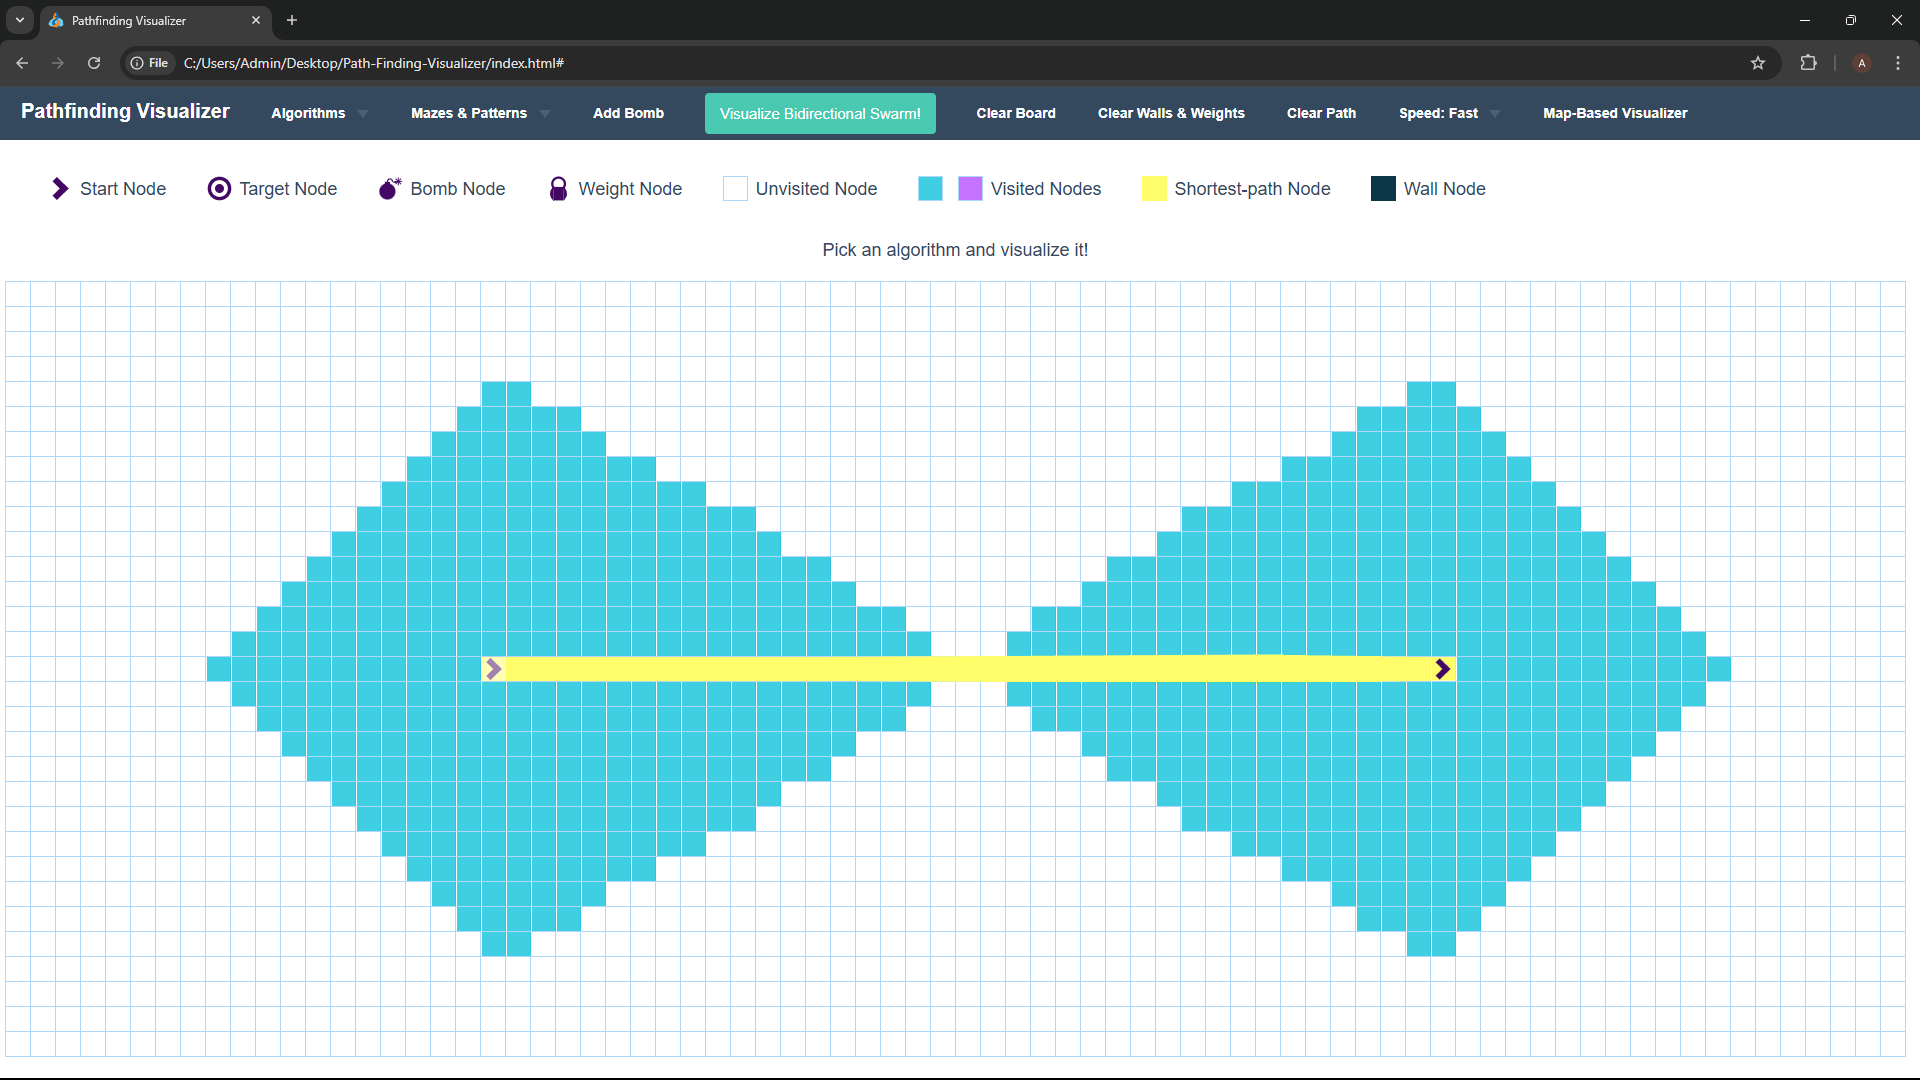 Pathfinding Visualizer
File C:/Users/Admin/Desktop/Path-Finding-Visualizer/index.html# A
Pathfinding Visualizer Algorithms Mazes & Patterns Add Bomb Visualize Bidirectional Swarm! Clear Board Clear Walls & Weights Clear Path Speed: Fast Map-Based Visualizer
Start Node Target Node Bomb Node Weight Node Unvisited Node Visited Nodes Shortest-path Node Wall Node
Pick an algorithm and visualize it!